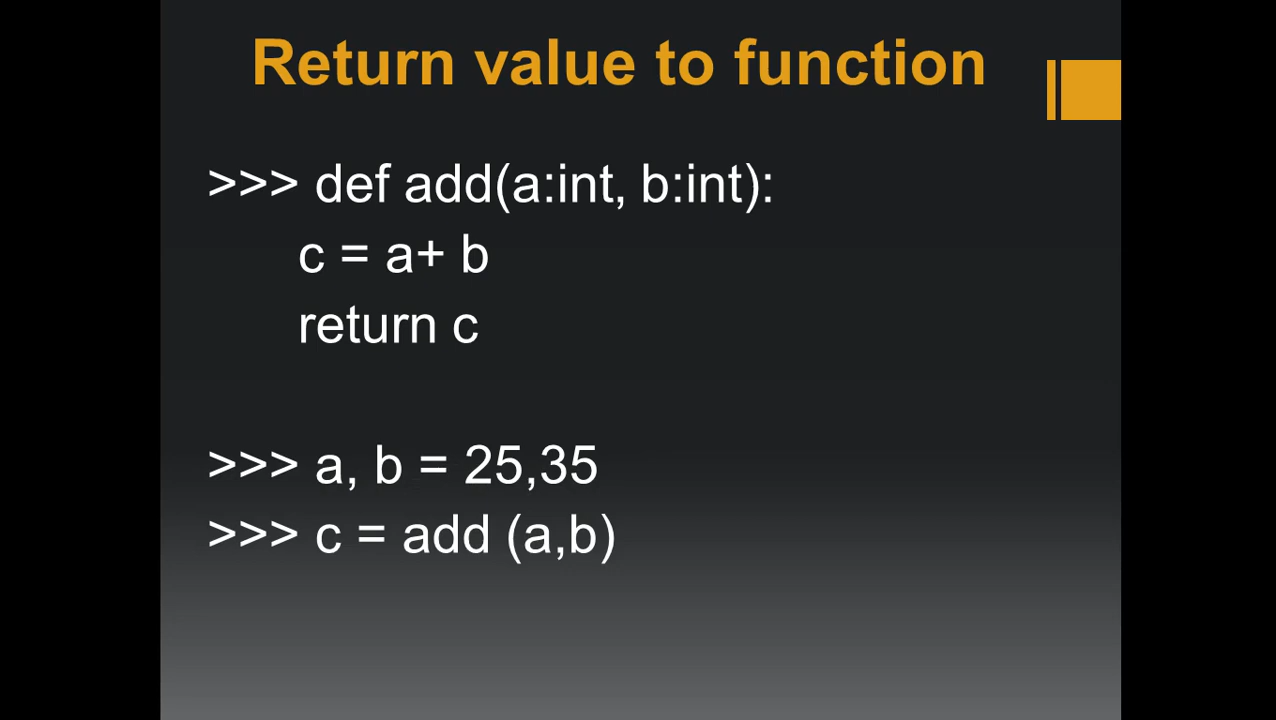 Return value to function
>>> def add(a:int, b:int):
c = a+ b
return c
>>> a, b = 25,35
>>> c = add (a,b)